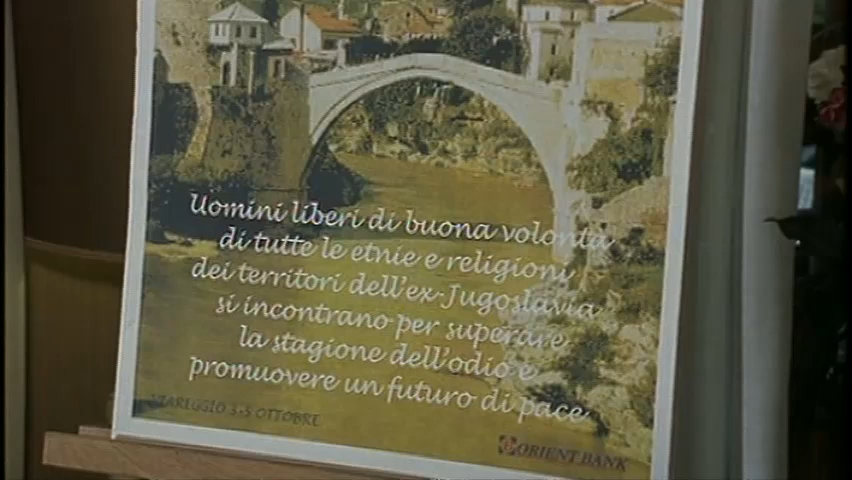 Uomini liberi di buona volontà
di tutte le etnie e religioni
dei territori dell'ex-Jugoslavia
si incontrano per superare
la stagione dell'odio e
promuovere un futuro di pace
VIAREGGIO 3-5 OTTOBRE
ORIENT BANK